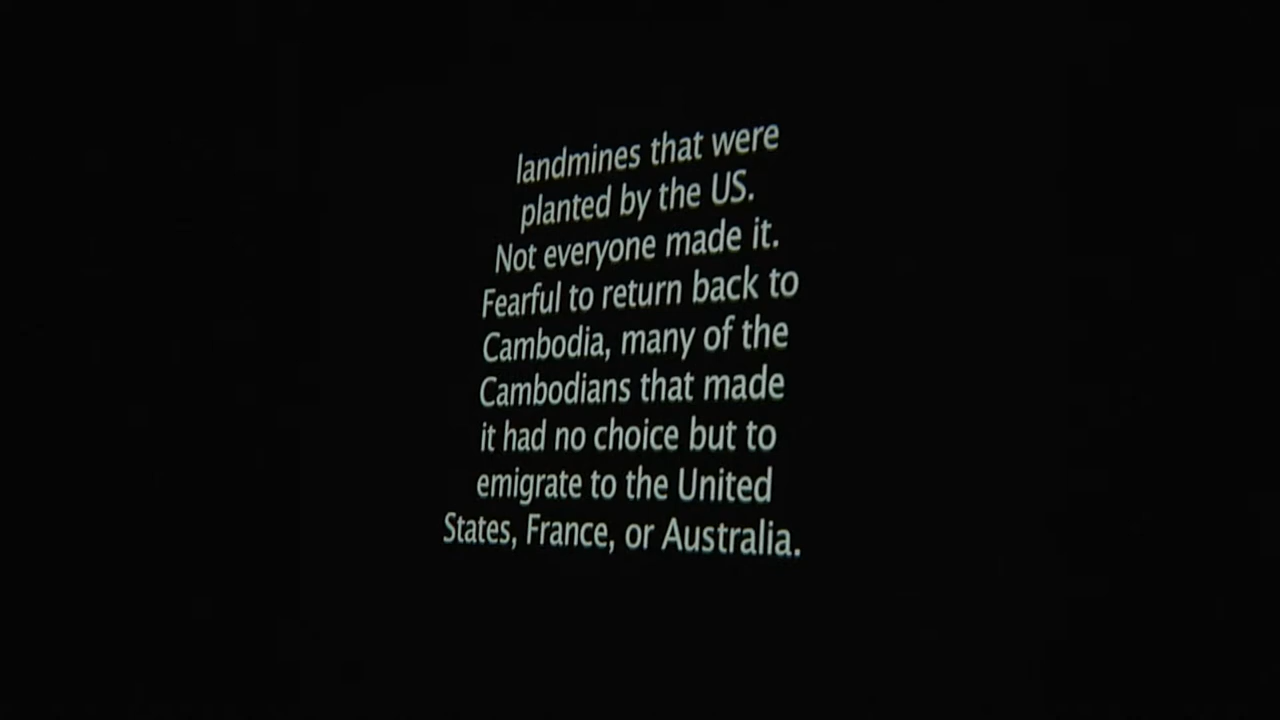 landmines that were
planted by the US.
Not everyone made it.
Fearful to return back to
Cambodia, many of the
Cambodians that made
it had no choice but to
emigrate to the United
States, France, or Australia.